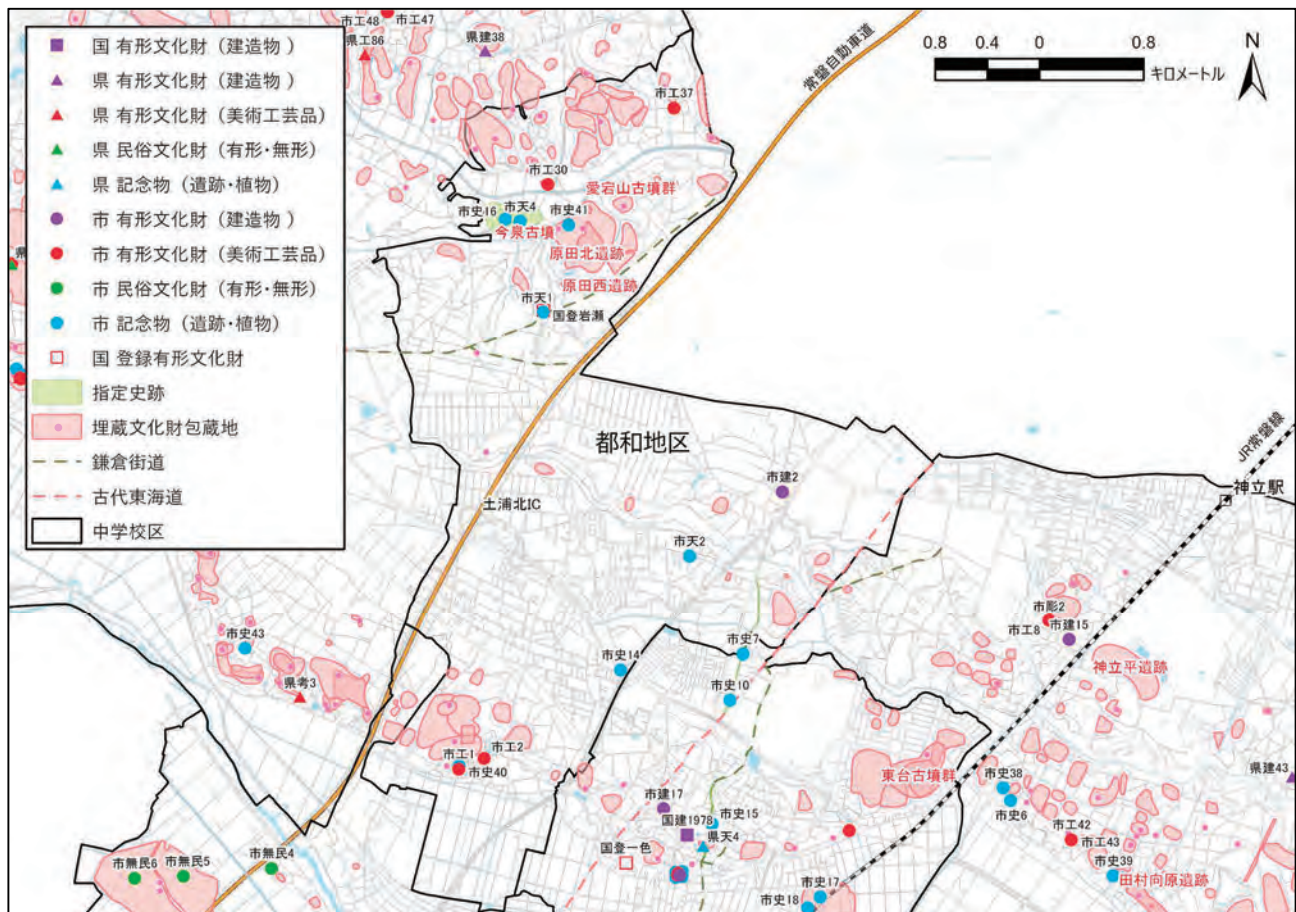 国 有形文化財（建造物 ）
県 有形文化財（建造物 ）
県 有形文化財（美術工芸品）
県 民俗文化財（有形・無形）
県 記念物（遺跡・植物）
市 有形文化財（建造物 ）
市 有形文化財（美術工芸品）
市 民俗文化財（有形・無形）
市 記念物（遺跡・植物）
国 登録有形文化財
指定史跡
埋蔵文化財包蔵地
鎌倉街道
古代東海道
中学校区
市工48
市工47
県工86
県建38
常磐自動車道
0.8 0.4 0 0.8
キロメートル
N
市工37
市工30
愛宕山古墳群
市史16
市天4
市史41
今泉古墳
原田北遺跡
原田西遺跡
市天1
国登岩瀬
県
都和地区
JR常磐線
神立駅
市建2
土浦北IC
市天2
市彫2
市工8
市建15
市史43
市史7
市史14
神立平遺跡
県考3
市史10
市工2
市工1
市史40
東台古墳群
県建43
市史38
市建17
市史6
市史15
国建1978
県天4
市工42
市工43
国登一色
市無民4
市無民5
市無民6
市史39
田村向原遺跡
市史17
市史18